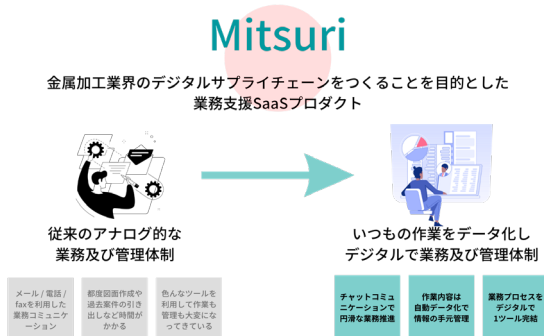 Mitsuri
金属加工業界のデジタルサプライチェーンをつくることを目的とした
業務支援SaaSプロダクト
従来のアナログ的な
業務及び管理体制
いつもの作業をデータ化し
デジタルで業務及び管理体制
メール / 電話 /
faxを利用した
業務コミュニケ
ーション
都度図面作成や
過去案件の引き
出しなど時間が
かかる
色んなツールを
利用して作業も
管理も大変にな
ってきている
チャットコミュ
ニケーションで
円滑な業務推進
作業内容は
自動データ化で
情報の手元管理
業務プロセスを
デジタルで
1ツール完結